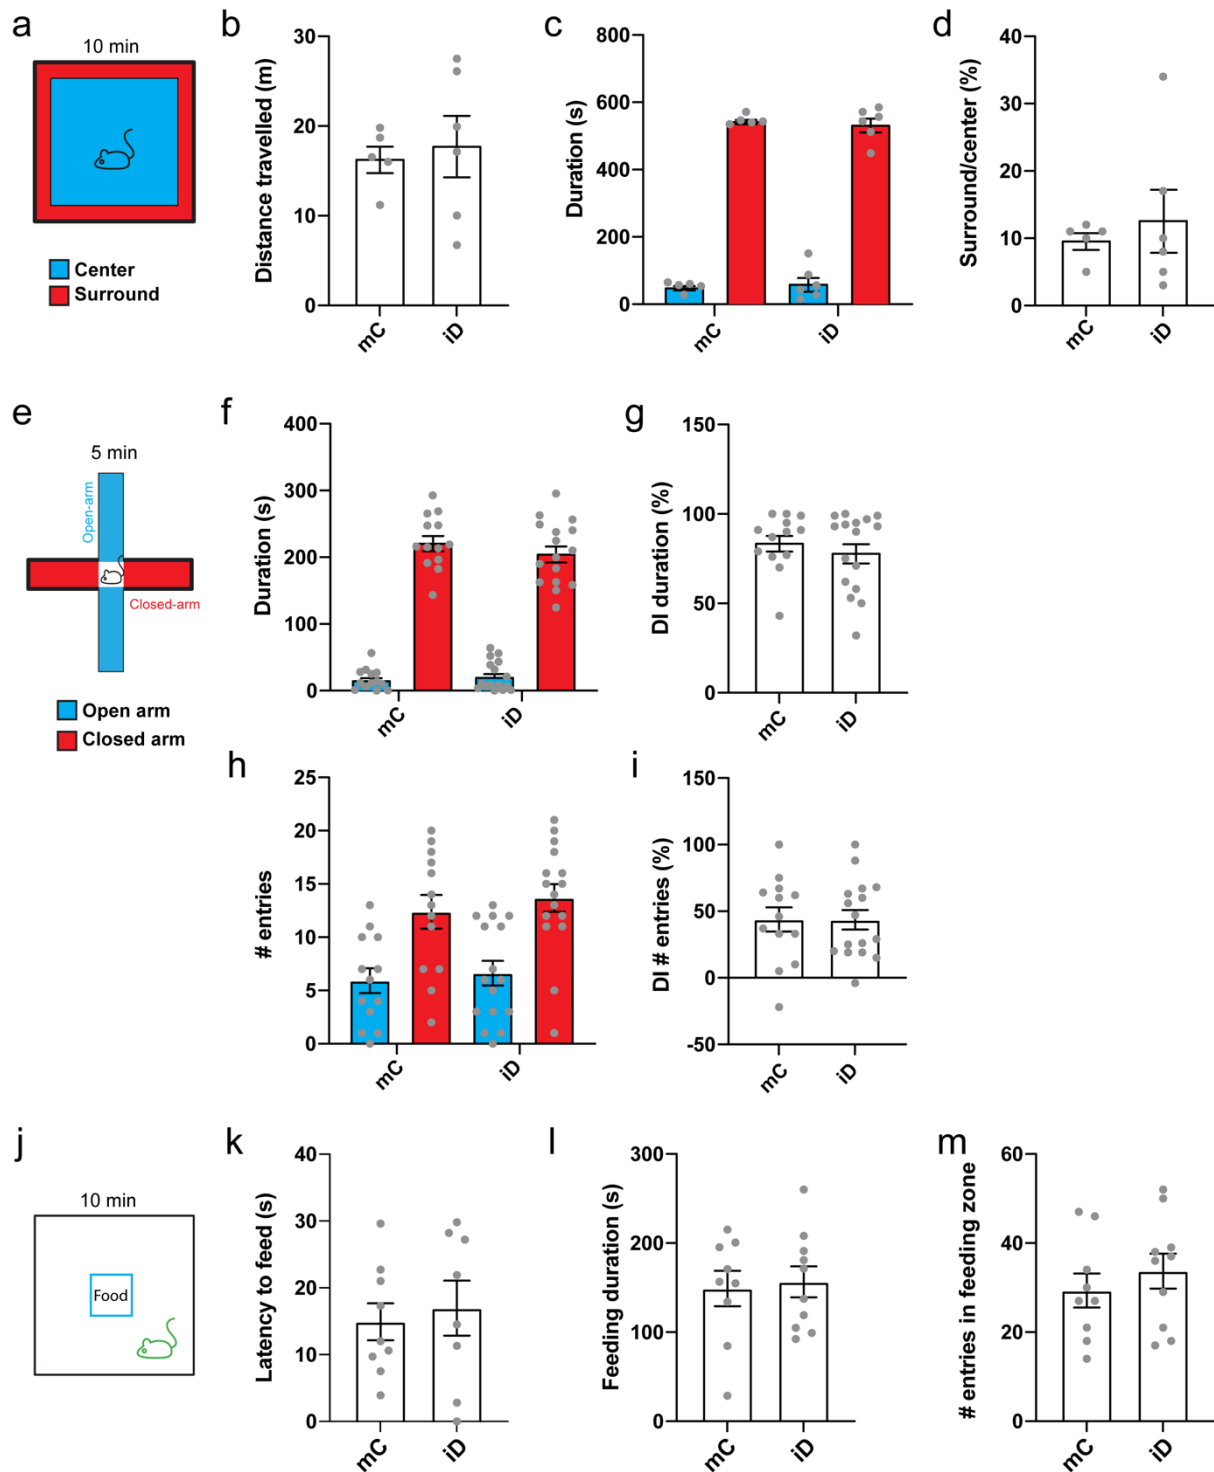 a
10 min
Center
Surround
b
Distance travelled (m)
30
20
10
0
mC
iD
c
Duration (s)
800
600
400
200
0
mC
iD
d
Surround/center (%)
40
30
20
10
0
mC
iD
e
5 min
Open-arm
Closed-arm
Open arm
Closed arm
f
Duration (s)
400
300
200
100
0
mC
iD
g
DI duration (%)
150
100
50
0
mC
iD
h
# entries
25
20
15
10
5
0
mC
iD
i
DI # entries (%)
150
100
50
0
-50
mC
iD
j
10 min
Food
k
Latency to feed (s)
40
30
20
10
0
mC
iD
l
Feeding duration (s)
300
200
100
0
mC
iD
m
# entries in feeding zone
60
40
20
0
mC
iD